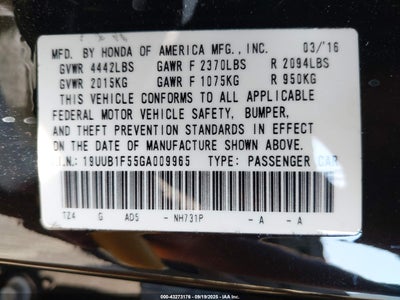 MFD. BY HONDA OF AMERICA MFG., INC. 03/'16
GVWR 4442LBS GAWR F 2370LBS R 2094LBS
GVWR 2015KG GAWR F 1075KG R 950KG
THIS VEHICLE CONFORMS TO ALL APPLICABLE
FEDERAL MOTOR VEHICLE SAFETY, BUMPER,
AND THEFT PREVENTION STANDARDS IN EFFECT
ON THE DATE OF MANUFACTURE SHOWN ABOVE.
V.I.N.: 19UUB1F55GA009965 TYPE: PASSENGER CAR
TZ4 G AD5 - NH731P - A - A
000-43273176 - 09/19/2025 - IAA Inc.